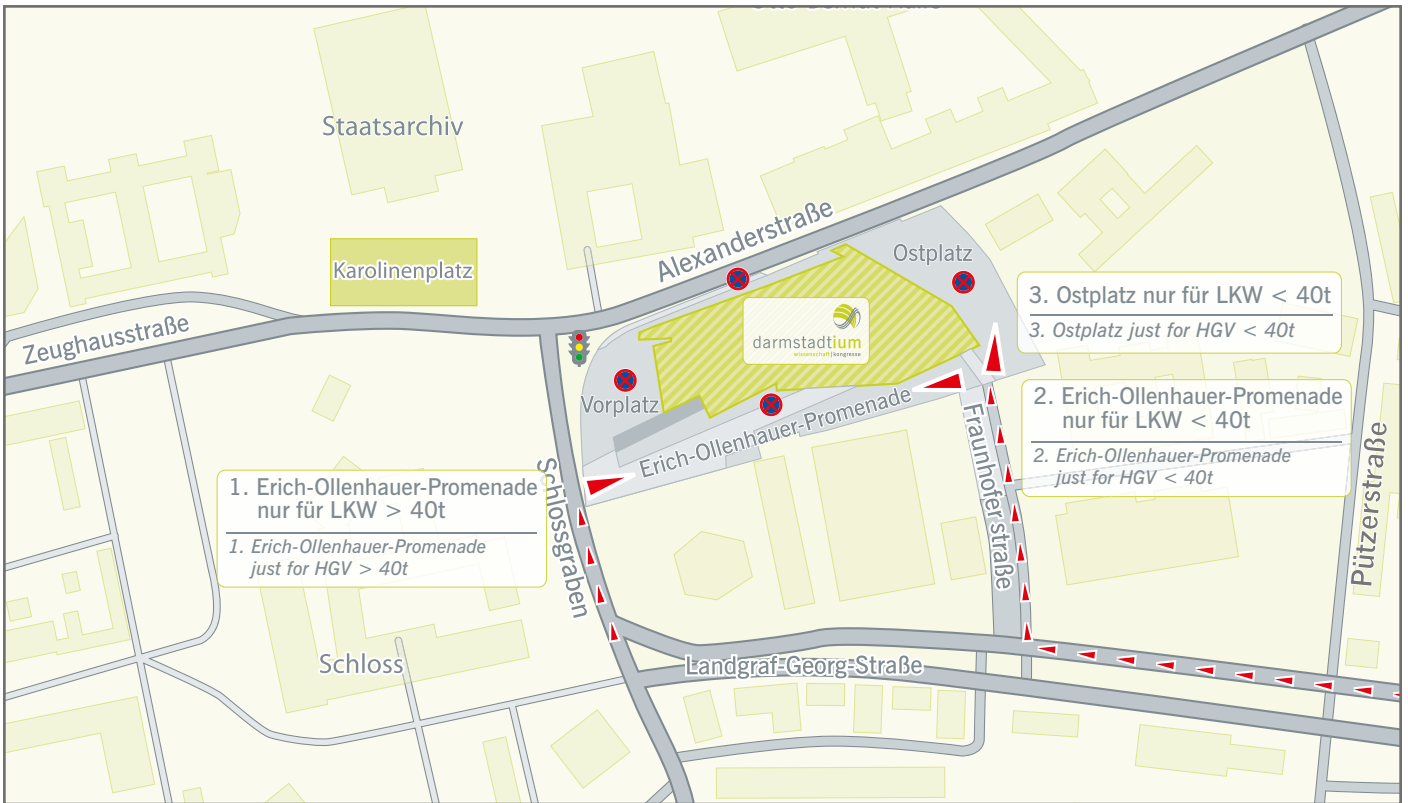 Staatsarchiv
Karolinenplatz
Zeughausstraße
Alexanderstraße
Ostplatz
darmstadtium
wissenschaft|kongresse
Vorplatz
Erich-Ollenhauer-Promenade
Fraunhoferstraße
Schlossgraben
Schloss
Landgraf-Georg-Straße
Pützerstraße
3. Ostplatz nur für LKW < 40t
3. Ostplatz just for HGV < 40t
2. Erich-Ollenhauer-Promenade
nur für LKW < 40t
2. Erich-Ollenhauer-Promenade
just for HGV < 40t
1. Erich-Ollenhauer-Promenade
nur für LKW > 40t
1. Erich-Ollenhauer-Promenade
just for HGV > 40t